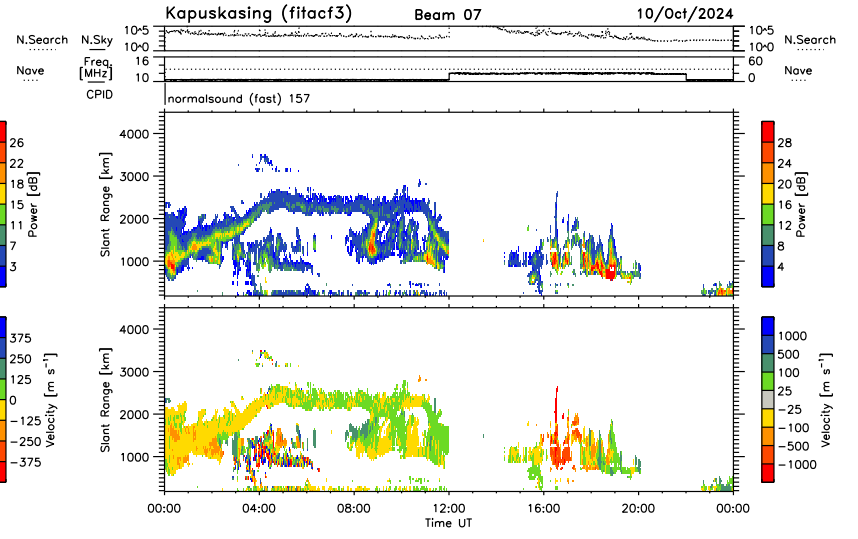 Kapuskasing (fitacf3) Beam 07 10/Oct/2024
N.Search N.Sky 10^5 10^0 10^5 10^0 N.Search
Nave Freq. [MHz] 16 10 60 0 Nave
CPID normalsound (fast) 157
26 22 18 15 11 7 3 Power [dB]
Slant Range [km] 4000 3000 2000 1000
28 24 20 16 12 8 4 Power [dB]
375 250 125 0 −125 −250 −375 Velocity [m s⁻¹]
Slant Range [km] 4000 3000 2000 1000
1000 500 100 25 −25 −100 −500 −1000 Velocity [m s⁻¹]
00:00 04:00 08:00 12:00 16:00 20:00 00:00
Time UT